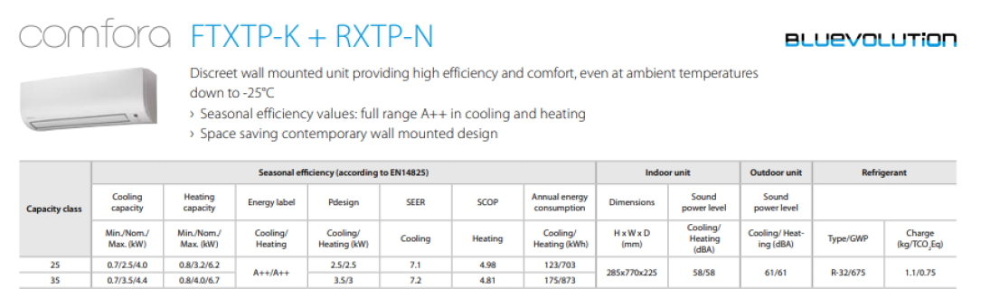 comfora FTXTP-K + RXTP-N
BLUEVOLUTION
Discreet wall mounted unit providing high efficiency and comfort, even at ambient temperatures
down to -25°C
› Seasonal efficiency values: full range A++ in cooling and heating
› Space saving contemporary wall mounted design
Capacity class Seasonal efficiency (according to EN14825) Indoor unit Outdoor unit Refrigerant
Cooling capacity Heating capacity Energy label Pdesign SEER SCOP Annual energy consumption Dimensions Sound power level Sound power level
Min./Nom./Max. (kW) Min./Nom./Max. (kW) Cooling/Heating Cooling/Heating (kW) Cooling Heating Cooling/Heating (kWh) H x W x D (mm) Cooling/Heating (dBA) Cooling/ Heat-ing (dBA) Type/GWP Charge (kg/TCO₂Eq)
25 0.7/2.5/4.0 0.8/3.2/6.2 A++/A++ 2.5/2.5 7.1 4.98 123/703 285x770x225 58/58 61/61 R-32/675 1.1/0.75
35 0.7/3.5/4.4 0.8/4.0/6.7 3.5/3 7.2 4.81 175/873